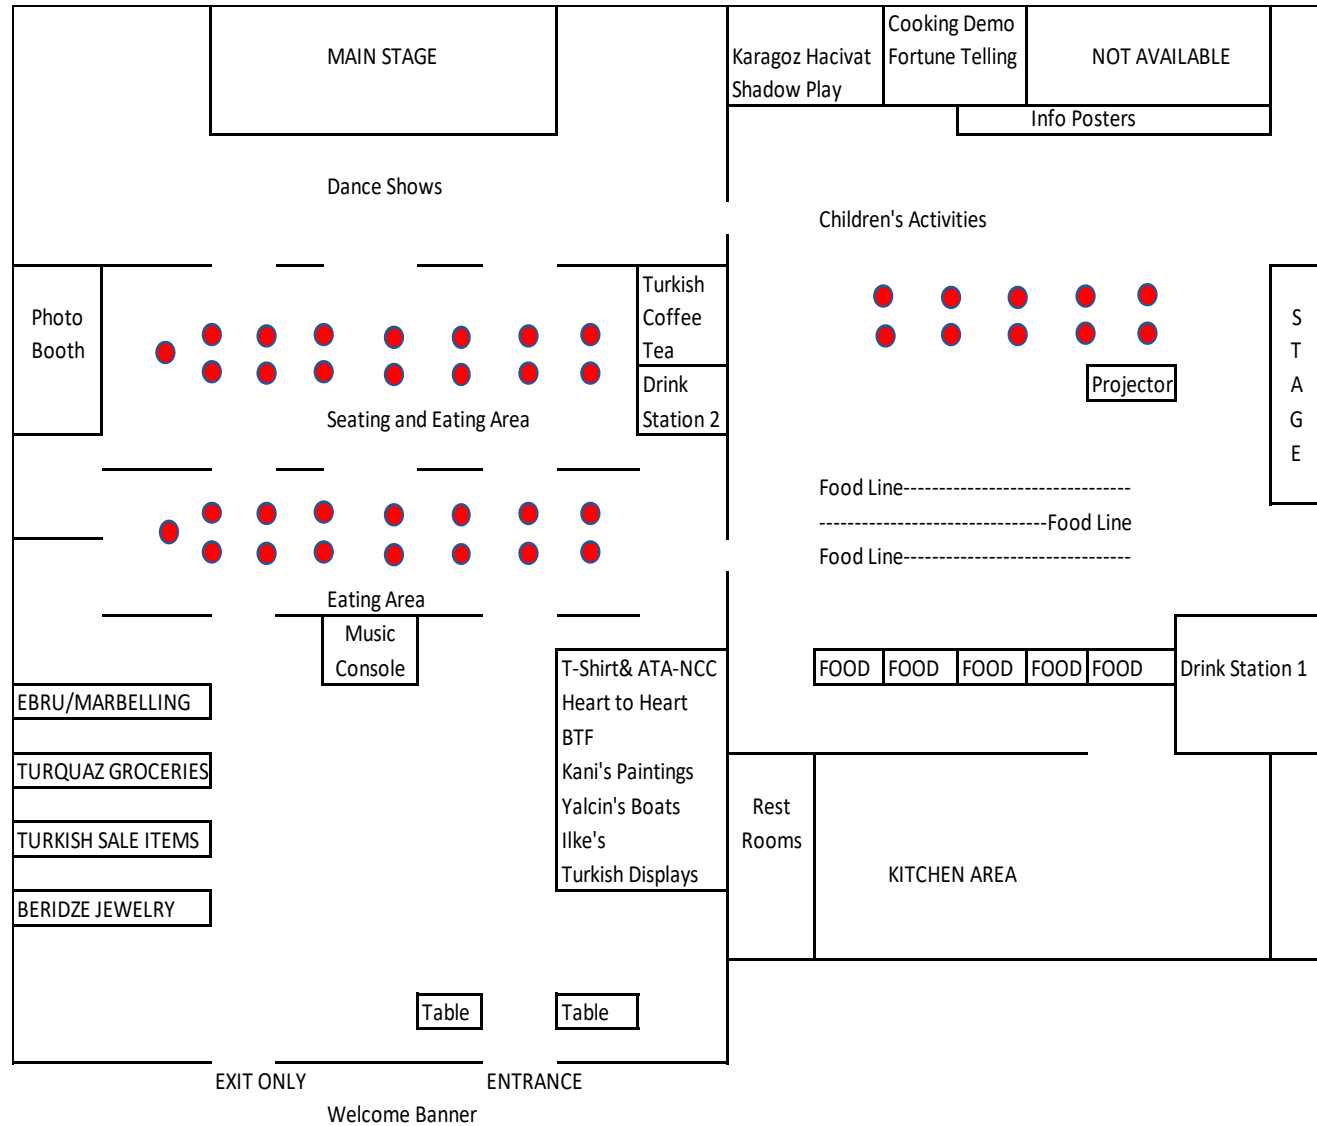 MAIN STAGE
Karagoz Hacivat
Shadow Play
Cooking Demo
Fortune Telling
NOT AVAILABLE
Info Posters
Dance Shows
Children's Activities
Photo
Booth
Turkish
Coffee
Tea
Drink
Station 2
Seating and Eating Area
Projector
S
T
A
G
E
Food Line--------------------------------
--------------------------------Food Line
Food Line--------------------------------
Eating Area
Music
Console
T-Shirt& ATA-NCC
Heart to Heart
BTF
Kani's Paintings
Yalcin's Boats
Ilke's
Turkish Displays
FOOD
FOOD
FOOD
FOOD
FOOD
Drink Station 1
EBRU/MARBELLING
TURQUAZ GROCERIES
TURKISH SALE ITEMS
BERIDZE JEWELRY
Rest
Rooms
KITCHEN AREA
Table
Table
EXIT ONLY
ENTRANCE
Welcome Banner